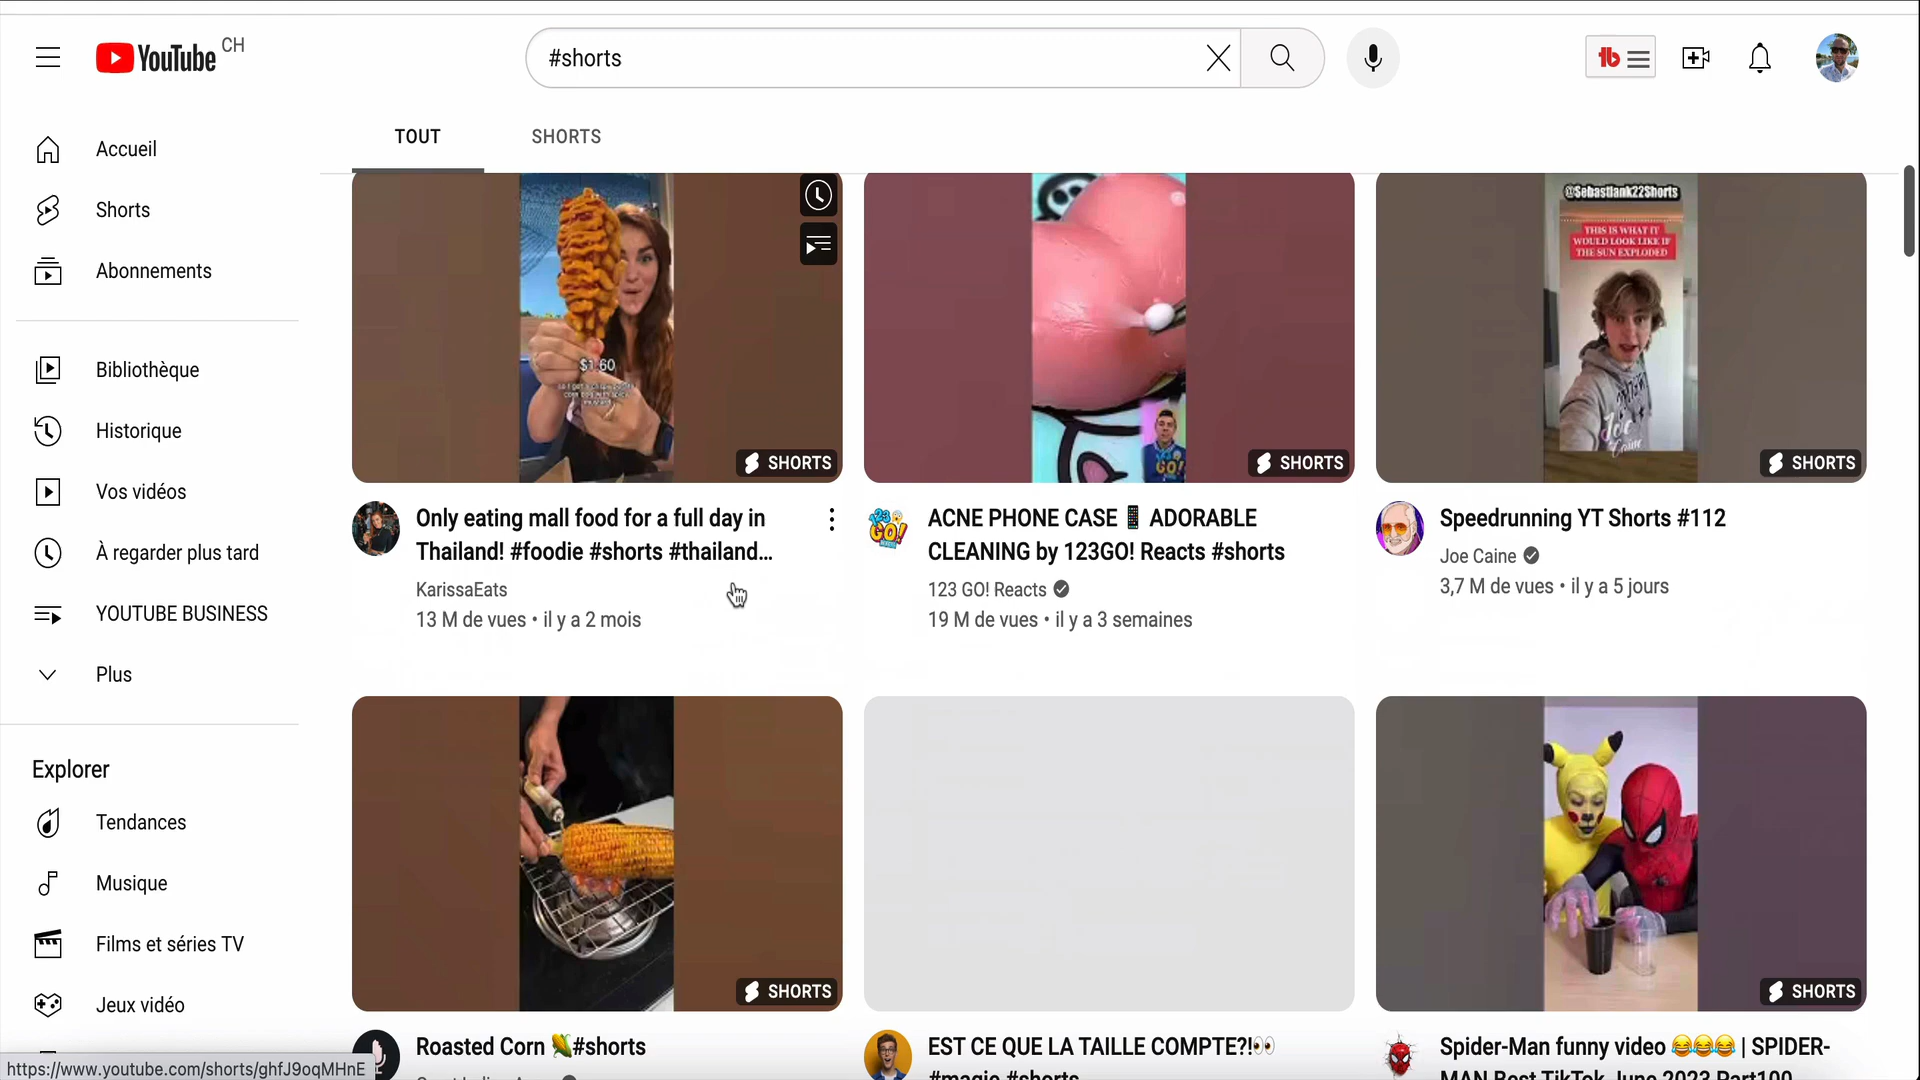 YouTube CH
#shorts
Accueil
Shorts
Abonnements
Bibliothèque
Historique
Vos vidéos
À regarder plus tard
YOUTUBE BUSINESS
Plus
Explorer
Tendances
Musique
Films et séries TV
Jeux vidéo
https://www.youtube.com/shorts/ghfJ9oqMHnE
TOUT
SHORTS
$1.60
SHORTS
Only eating mall food for a full day in
Thailand! #foodie #shorts #thailand...
KarissaEats
13 M de vues • il y a 2 mois
GO!
SHORTS
ACNE PHONE CASE 📱 ADORABLE
CLEANING by 123GO! Reacts #shorts
123 GO! Reacts
19 M de vues • il y a 3 semaines
@Sebastiank22Shorts
THIS IS WHAT IT
WOULD LOOK LIKE IF
THE SUN EXPLODED
Joe
Caine
SHORTS
Speedrunning YT Shorts #112
Joe Caine
3,7 M de vues • il y a 5 jours
SHORTS
Roasted Corn 🌽#shorts
EST CE QUE LA TAILLE COMPTE?!👀
#magie #shorts
SHORTS
Spider-Man funny video 😂😂😂 | SPIDER-
MAN Best TikTok June 2023 Part100